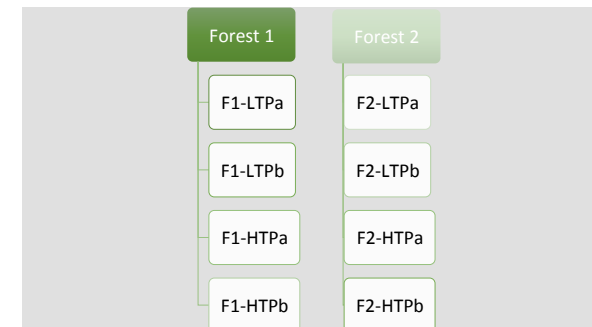 Forest 1
F1-LTPa
F1-LTPb
F1-HTPa
F1-HTPb
Forest 2
F2-LTPa
F2-LTPb
F2-HTPa
F2-HTPb